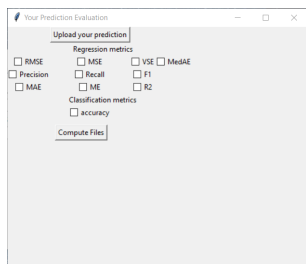 Your Prediction Evaluation
Upload your prediction
Regression metrics
RMSE MSE VSE MedAE
Precision Recall F1
MAE ME R2
Classification metrics
accuracy
Compute Files